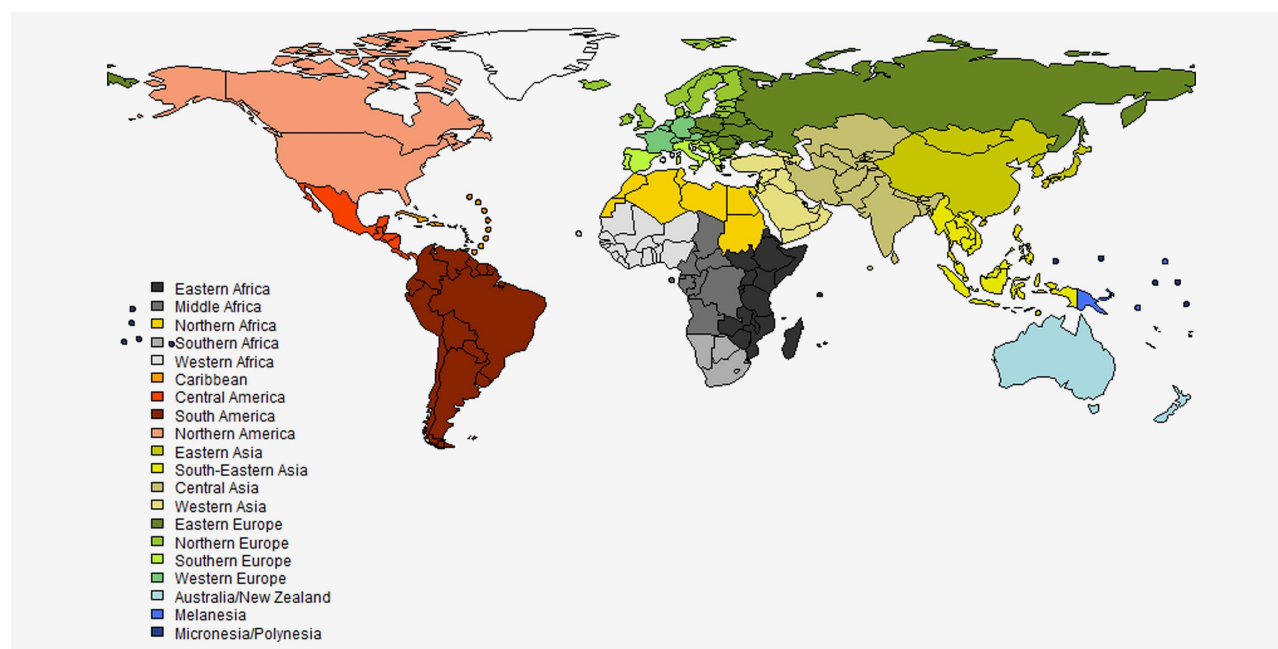 Eastern Africa
Middle Africa
Northern Africa
Southern Africa
Western Africa
Caribbean
Central America
South America
Northern America
Eastern Asia
South-Eastern Asia
Central Asia
Western Asia
Eastern Europe
Northern Europe
Southern Europe
Western Europe
Australia/New Zealand
Melanesia
Micronesia/Polynesia